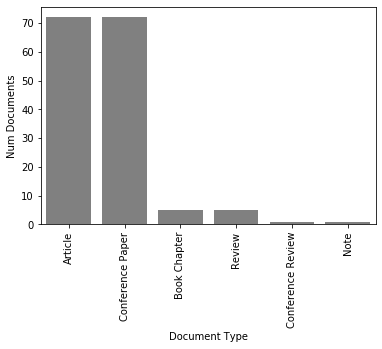 Num Documents
70
60
50
40
30
20
10
0
Article
Conference Paper
Book Chapter
Review
Conference Review
Note
Document Type